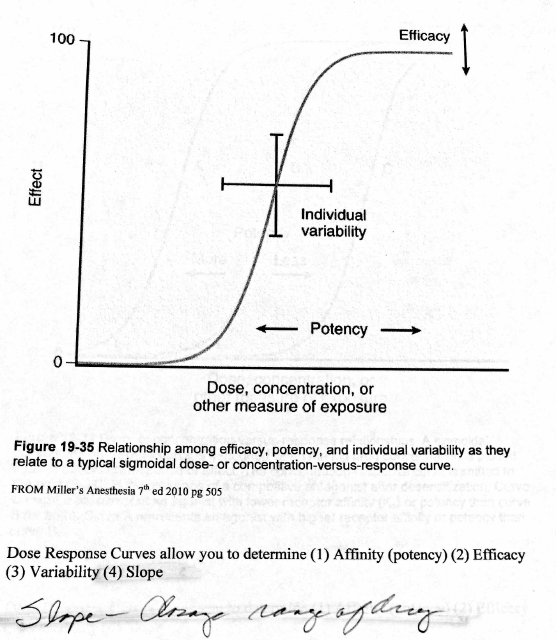 Efficacy
100
Effect
Individual
variability
Potency
0
Dose, concentration, or
other measure of exposure
Figure 19-35 Relationship among efficacy, potency, and individual variability as they
relate to a typical sigmoidal dose- or concentration-versus-response curve.
FROM Miller's Anesthesia 7th ed 2010 pg 505
Dose Response Curves allow you to determine (1) Affinity (potency) (2) Efficacy
(3) Variability (4) Slope
Slope - Dosage range of drug